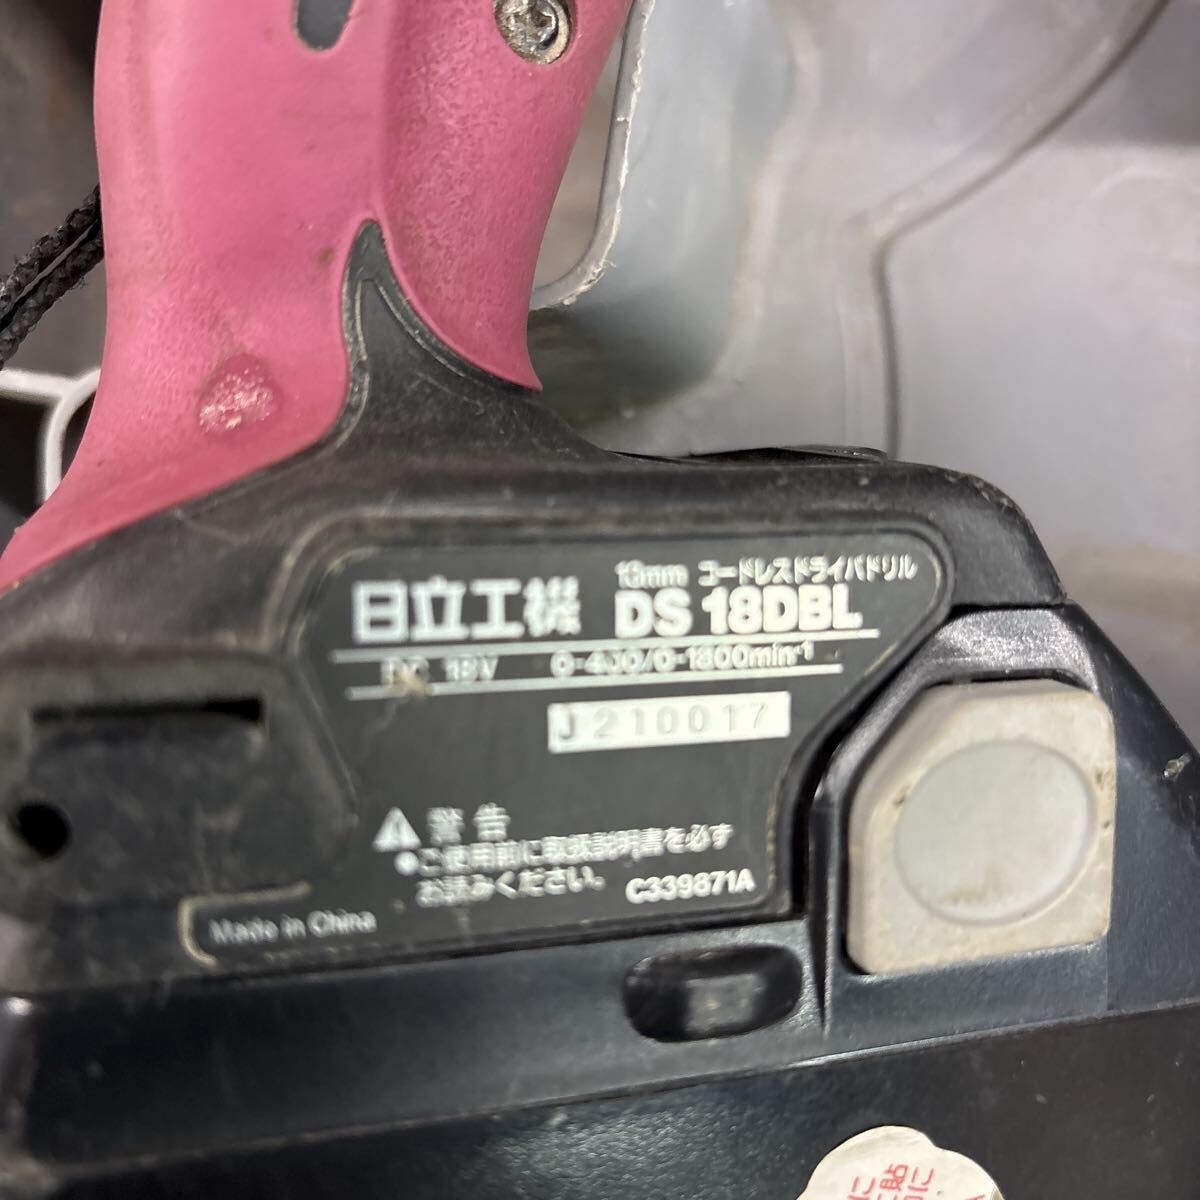 13mm コードレスドライバドリル
日立工機 DS 18DBL
DC 18V 0-400/0-1800min⁻¹
J210017
警告
●ご使用前に取扱説明書を必ず
お読みください。
C339871A
Made in China